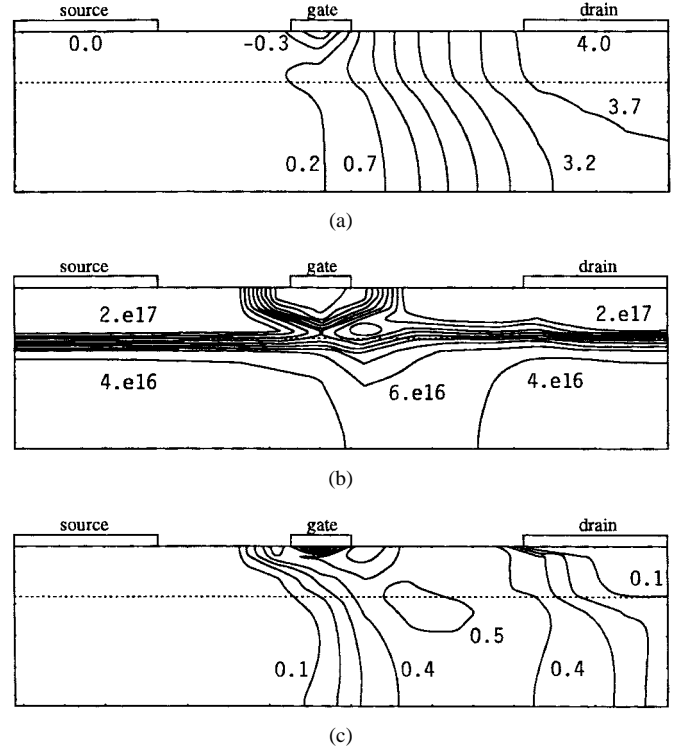 source gate drain
0.0 -0.3 4.0
3.7
0.2 0.7 3.2
(a)
source gate drain
2.e17 2.e17
4.e16 6.e16 4.e16
(b)
source gate drain
0.1
0.5
0.1 0.4 0.4
(c)